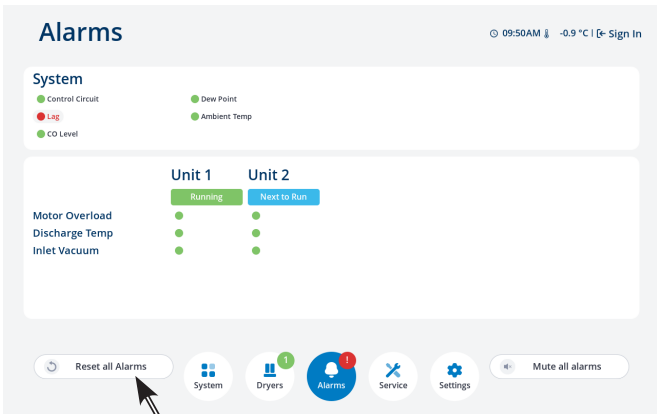 Alarms
09:50AM -0.9 °C | Sign In
System
Control Circuit Dew Point
Lag Ambient Temp
CO Level
Unit 1 Unit 2
Running Next to Run
Motor Overload
Discharge Temp
Inlet Vacuum
Reset all Alarms
System
1
Dryers
!
Alarms
Service
Settings
Mute all alarms